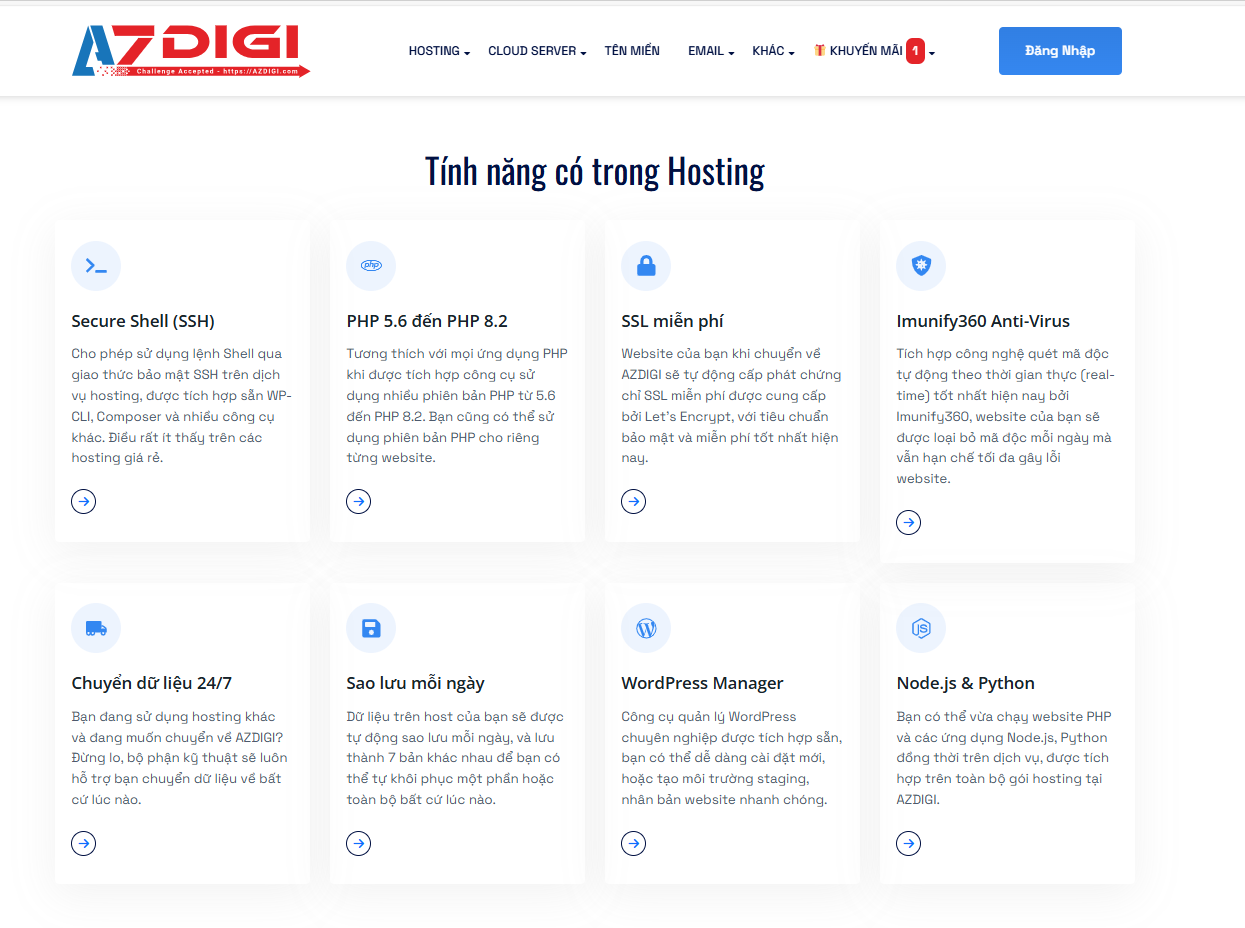 AZDIGI
Challenge Accepted - https://AZDIGI.com
HOSTING
CLOUD SERVER
TÊN MIỀN
EMAIL
KHÁC
KHUYẾN MÃI 1
Đăng Nhập
Tính năng có trong Hosting
Secure Shell (SSH)
Cho phép sử dụng lệnh Shell qua
giao thức bảo mật SSH trên dịch
vụ hosting, được tích hợp sẵn WP-
CLI, Composer và nhiều công cụ
khác. Điều rất ít thấy trên các
hosting giá rẻ.
php
PHP 5.6 đến PHP 8.2
Tương thích với mọi ứng dụng PHP
khi được tích hợp công cụ sử
dụng nhiều phiên bản PHP từ 5.6
đến PHP 8.2. Bạn cũng có thể sử
dụng phiên bản PHP cho riêng
từng website.
SSL miễn phí
Website của bạn khi chuyển về
AZDIGI sẽ tự động cấp phát chứng
chỉ SSL miễn phí được cung cấp
bởi Let's Encrypt, với tiêu chuẩn
bảo mật và miễn phí tốt nhất hiện
nay.
Imunify360 Anti-Virus
Tích hợp công nghệ quét mã độc
tự động theo thời gian thực (real-
time) tốt nhất hiện nay bởi
Imunify360, website của bạn sẽ
được loại bỏ mã độc mỗi ngày mà
vẫn hạn chế tối đa gây lỗi
website.
Chuyển dữ liệu 24/7
Bạn đang sử dụng hosting khác
và đang muốn chuyển về AZDIGI?
Đừng lo, bộ phận kỹ thuật sẽ luôn
hỗ trợ bạn chuyển dữ liệu về bất
cứ lúc nào.
Sao lưu mỗi ngày
Dữ liệu trên host của bạn sẽ được
tự động sao lưu mỗi ngày, và lưu
thành 7 bản khác nhau để bạn có
thể tự khôi phục một phần hoặc
toàn bộ bất cứ lúc nào.
WordPress Manager
Công cụ quản lý WordPress
chuyên nghiệp được tích hợp sẵn,
bạn có thể dễ dàng cài đặt mới,
hoặc tạo môi trường staging,
nhân bản website nhanh chóng.
JS
Node.js & Python
Bạn có thể vừa chạy website PHP
và các ứng dụng Node.js, Python
đồng thời trên dịch vụ, được tích
hợp trên toàn bộ gói hosting tại
AZDIGI.